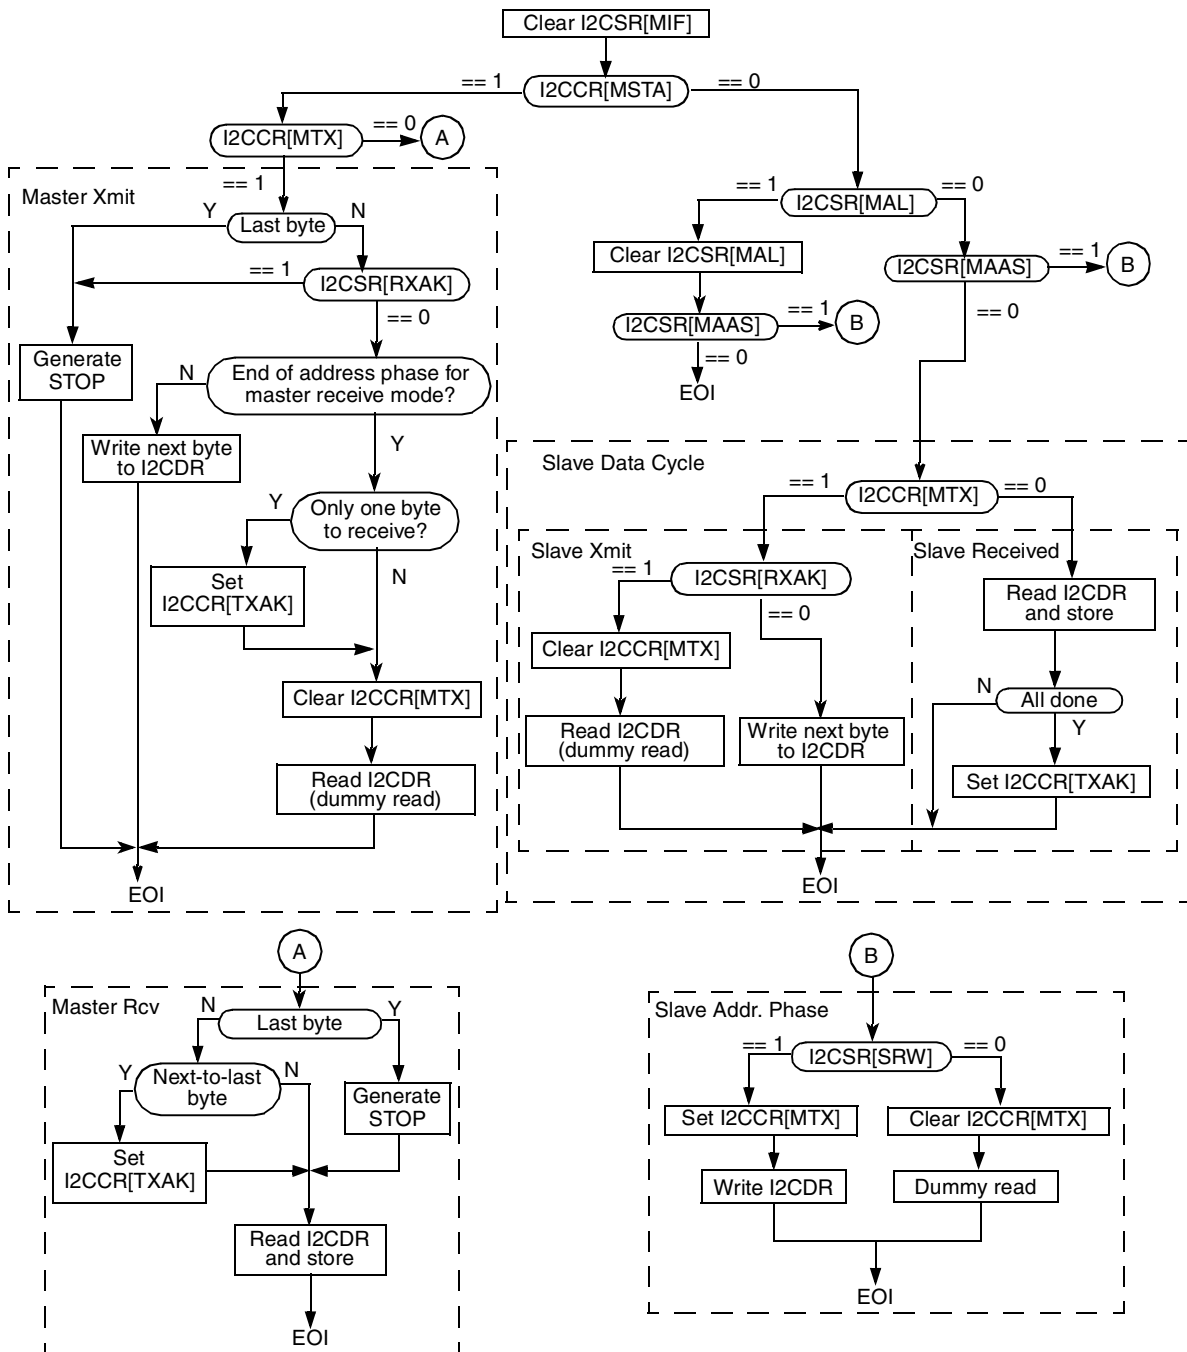 Clear I2CSR[MIF]
== 1
I2CCR[MSTA]
== 0
I2CCR[MTX]
== 0
A
== 1
Master Xmit
Y
Last byte
N
== 1
I2CSR[RXAK]
== 0
Generate
STOP
N
End of address phase for
master receive mode?
Write next byte
to I2CDR
Y
Y
Only one byte
to receive?
N
Set
I2CCR[TXAK]
Clear I2CCR[MTX]
Read I2CDR
(dummy read)
EOI
== 1
I2CSR[MAL]
== 0
Clear I2CSR[MAL]
I2CSR[MAAS]
== 1
B
== 0
EOI
I2CSR[MAAS]
== 1
B
== 0
Slave Data Cycle
== 1
I2CCR[MTX]
== 0
Slave Xmit
== 1
I2CSR[RXAK]
== 0
Clear I2CCR[MTX]
Read I2CDR
(dummy read)
Write next byte
to I2CDR
Slave Received
Read I2CDR
and store
N
All done
Y
Set I2CCR[TXAK]
EOI
A
Master Rcv
N
Last byte
Y
Y
Next-to-last
byte
N
Generate
STOP
Set
I2CCR[TXAK]
Read I2CDR
and store
EOI
B
Slave Addr. Phase
== 1
I2CSR[SRW]
== 0
Set I2CCR[MTX]
Clear I2CCR[MTX]
Write I2CDR
Dummy read
EOI